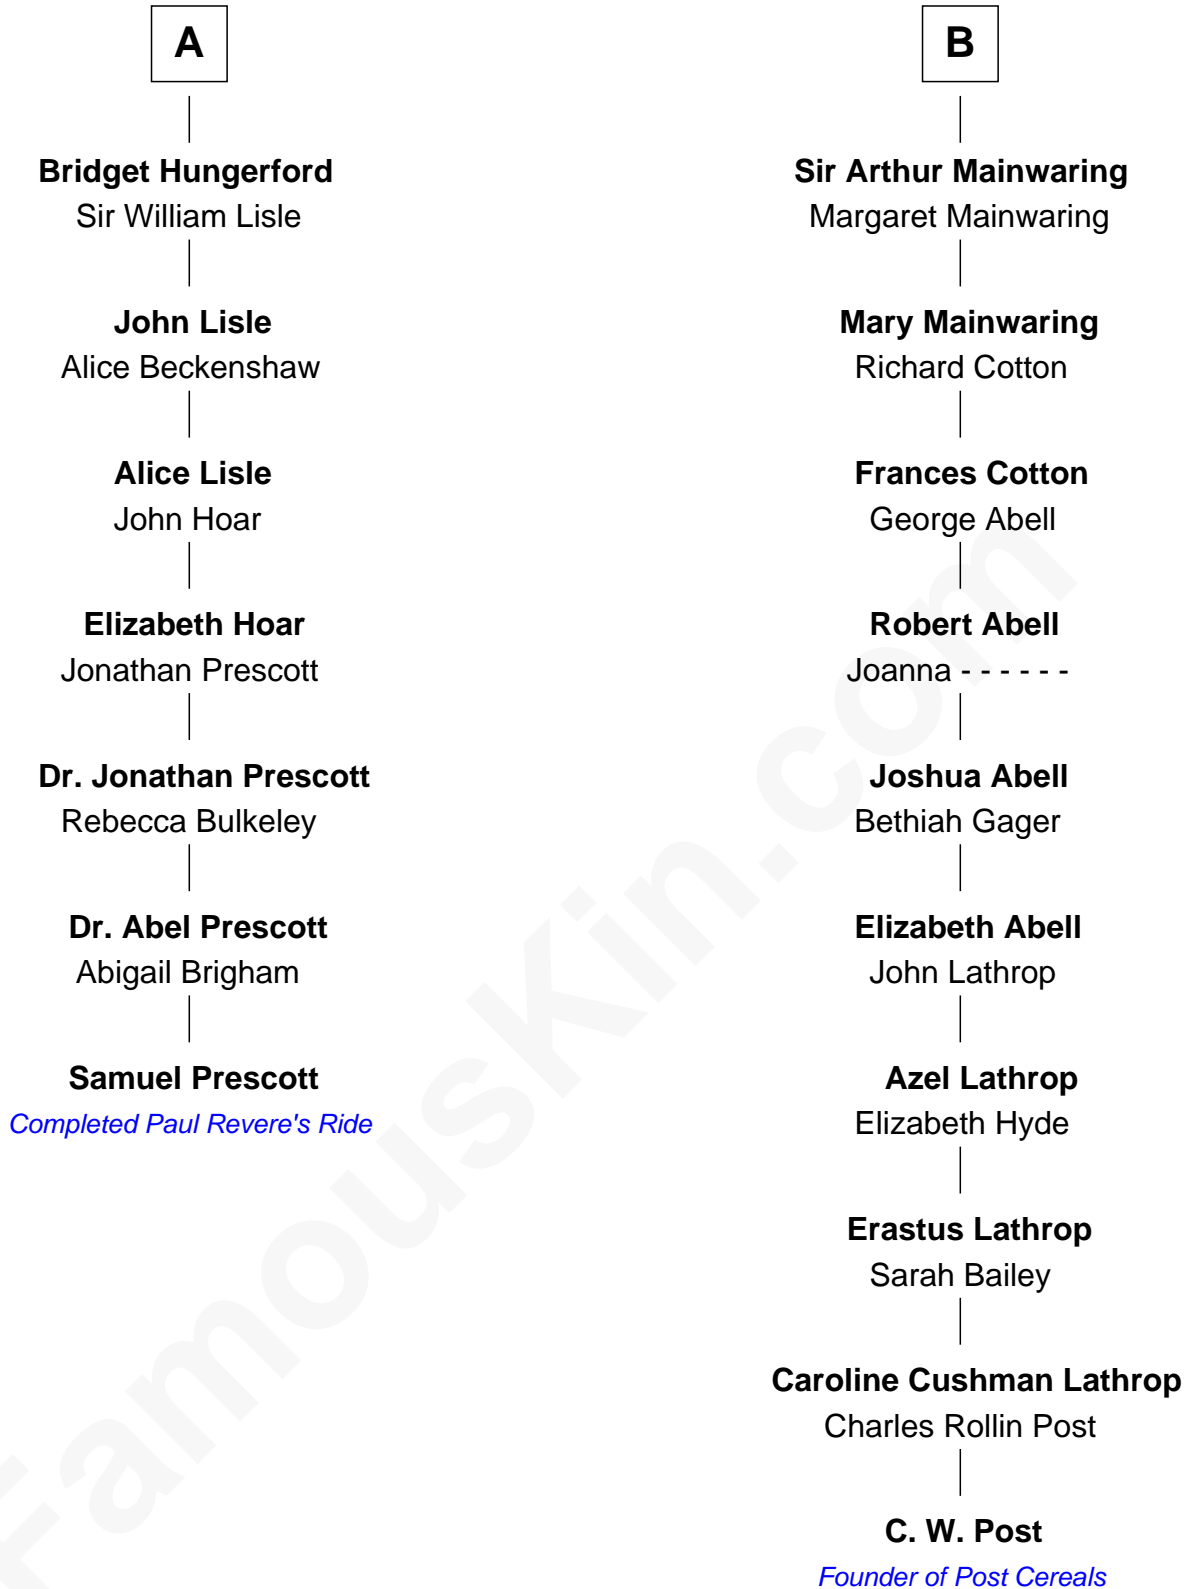 A
Bridget Hungerford
Sir William Lisle
John Lisle
Alice Beckenshaw
Alice Lisle
John Hoar
Elizabeth Hoar
Jonathan Prescott
Dr. Jonathan Prescott
Rebecca Bulkeley
Dr. Abel Prescott
Abigail Brigham
Samuel Prescott
Completed Paul Revere's Ride
B
Sir Arthur Mainwaring
Margaret Mainwaring
Mary Mainwaring
Richard Cotton
Frances Cotton
George Abell
Robert Abell
Joanna - - - - - -
Joshua Abell
Bethiah Gager
Elizabeth Abell
John Lathrop
Azel Lathrop
Elizabeth Hyde
Erastus Lathrop
Sarah Bailey
Caroline Cushman Lathrop
Charles Rollin Post
C. W. Post
Founder of Post Cereals
FamousKin.com